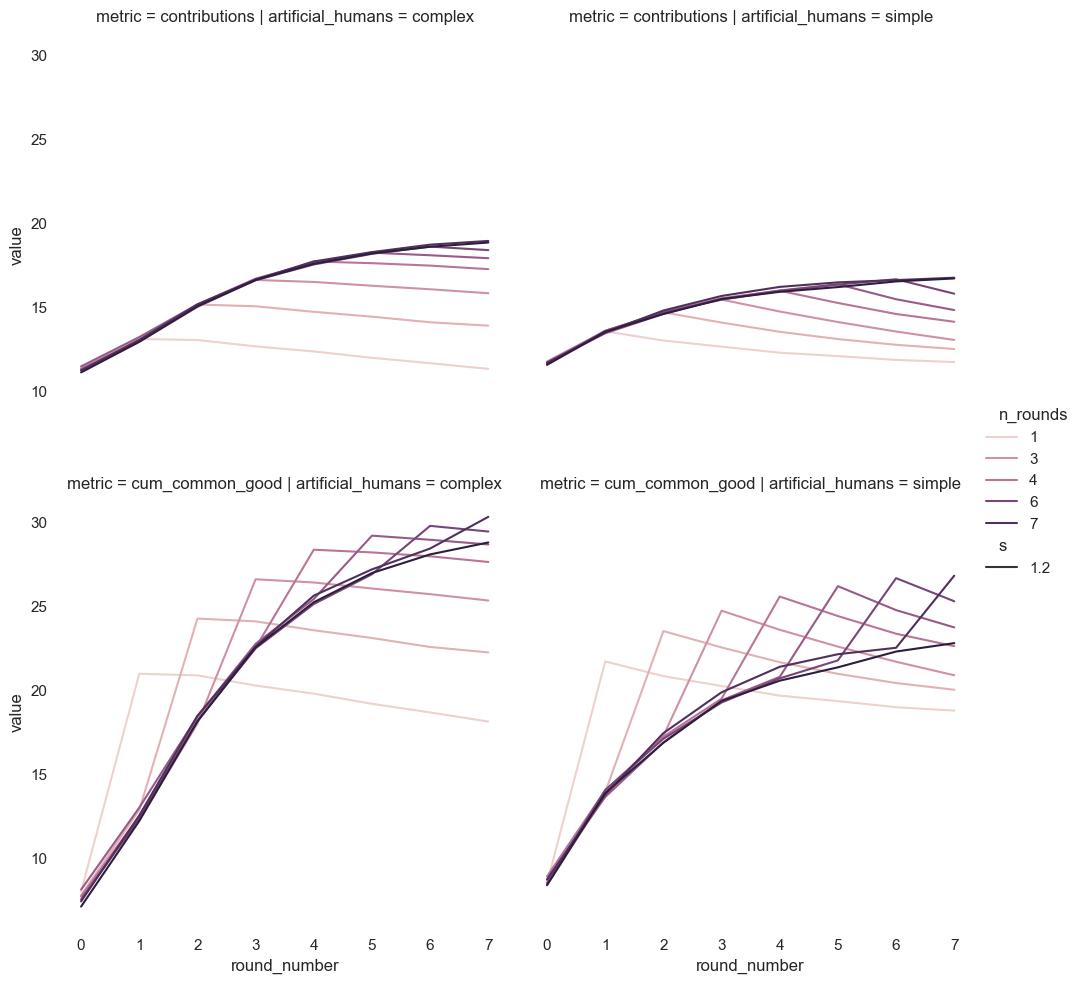 metric = contributions | artificial_humans = complex
metric = contributions | artificial_humans = simple
30
25
20
15
10
value
n_rounds
1
3
4
6
7
s
1.2
metric = cum_common_good | artificial_humans = complex
metric = cum_common_good | artificial_humans = simple
30
25
20
15
10
value
0 1 2 3 4 5 6 7
round_number
0 1 2 3 4 5 6 7
round_number